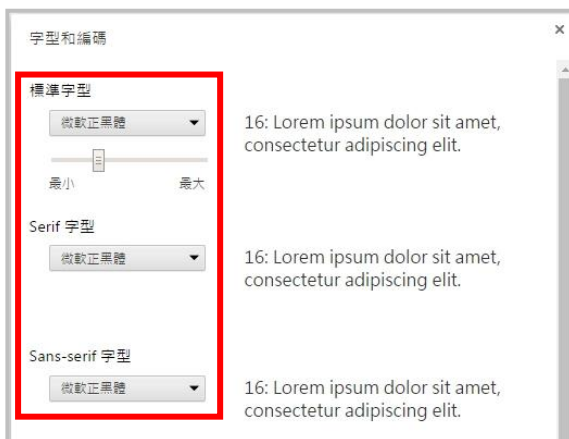 字型和編碼
×
標準字型
微軟正黑體
16: Lorem ipsum dolor sit amet,
consectetur adipiscing elit.
最小
最大
Serif 字型
微軟正黑體
16: Lorem ipsum dolor sit amet,
consectetur adipiscing elit.
Sans-serif 字型
微軟正黑體
16: Lorem ipsum dolor sit amet,
consectetur adipiscing elit.